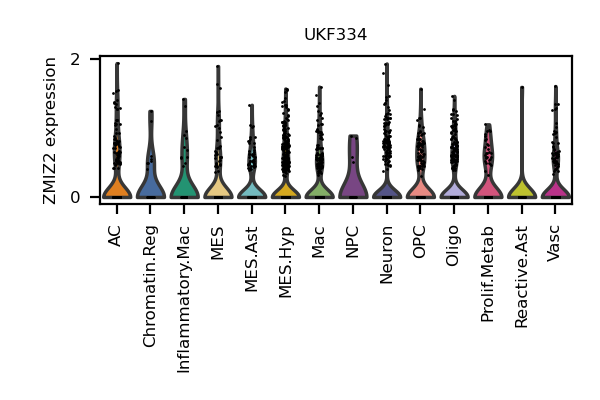 UKF334
ZMIZ2 expression
2
0
AC
Chromatin.Reg
Inflammatory.Mac
MES
MES.Ast
MES.Hyp
Mac
NPC
Neuron
OPC
Oligo
Prolif.Metab
Reactive.Ast
Vasc